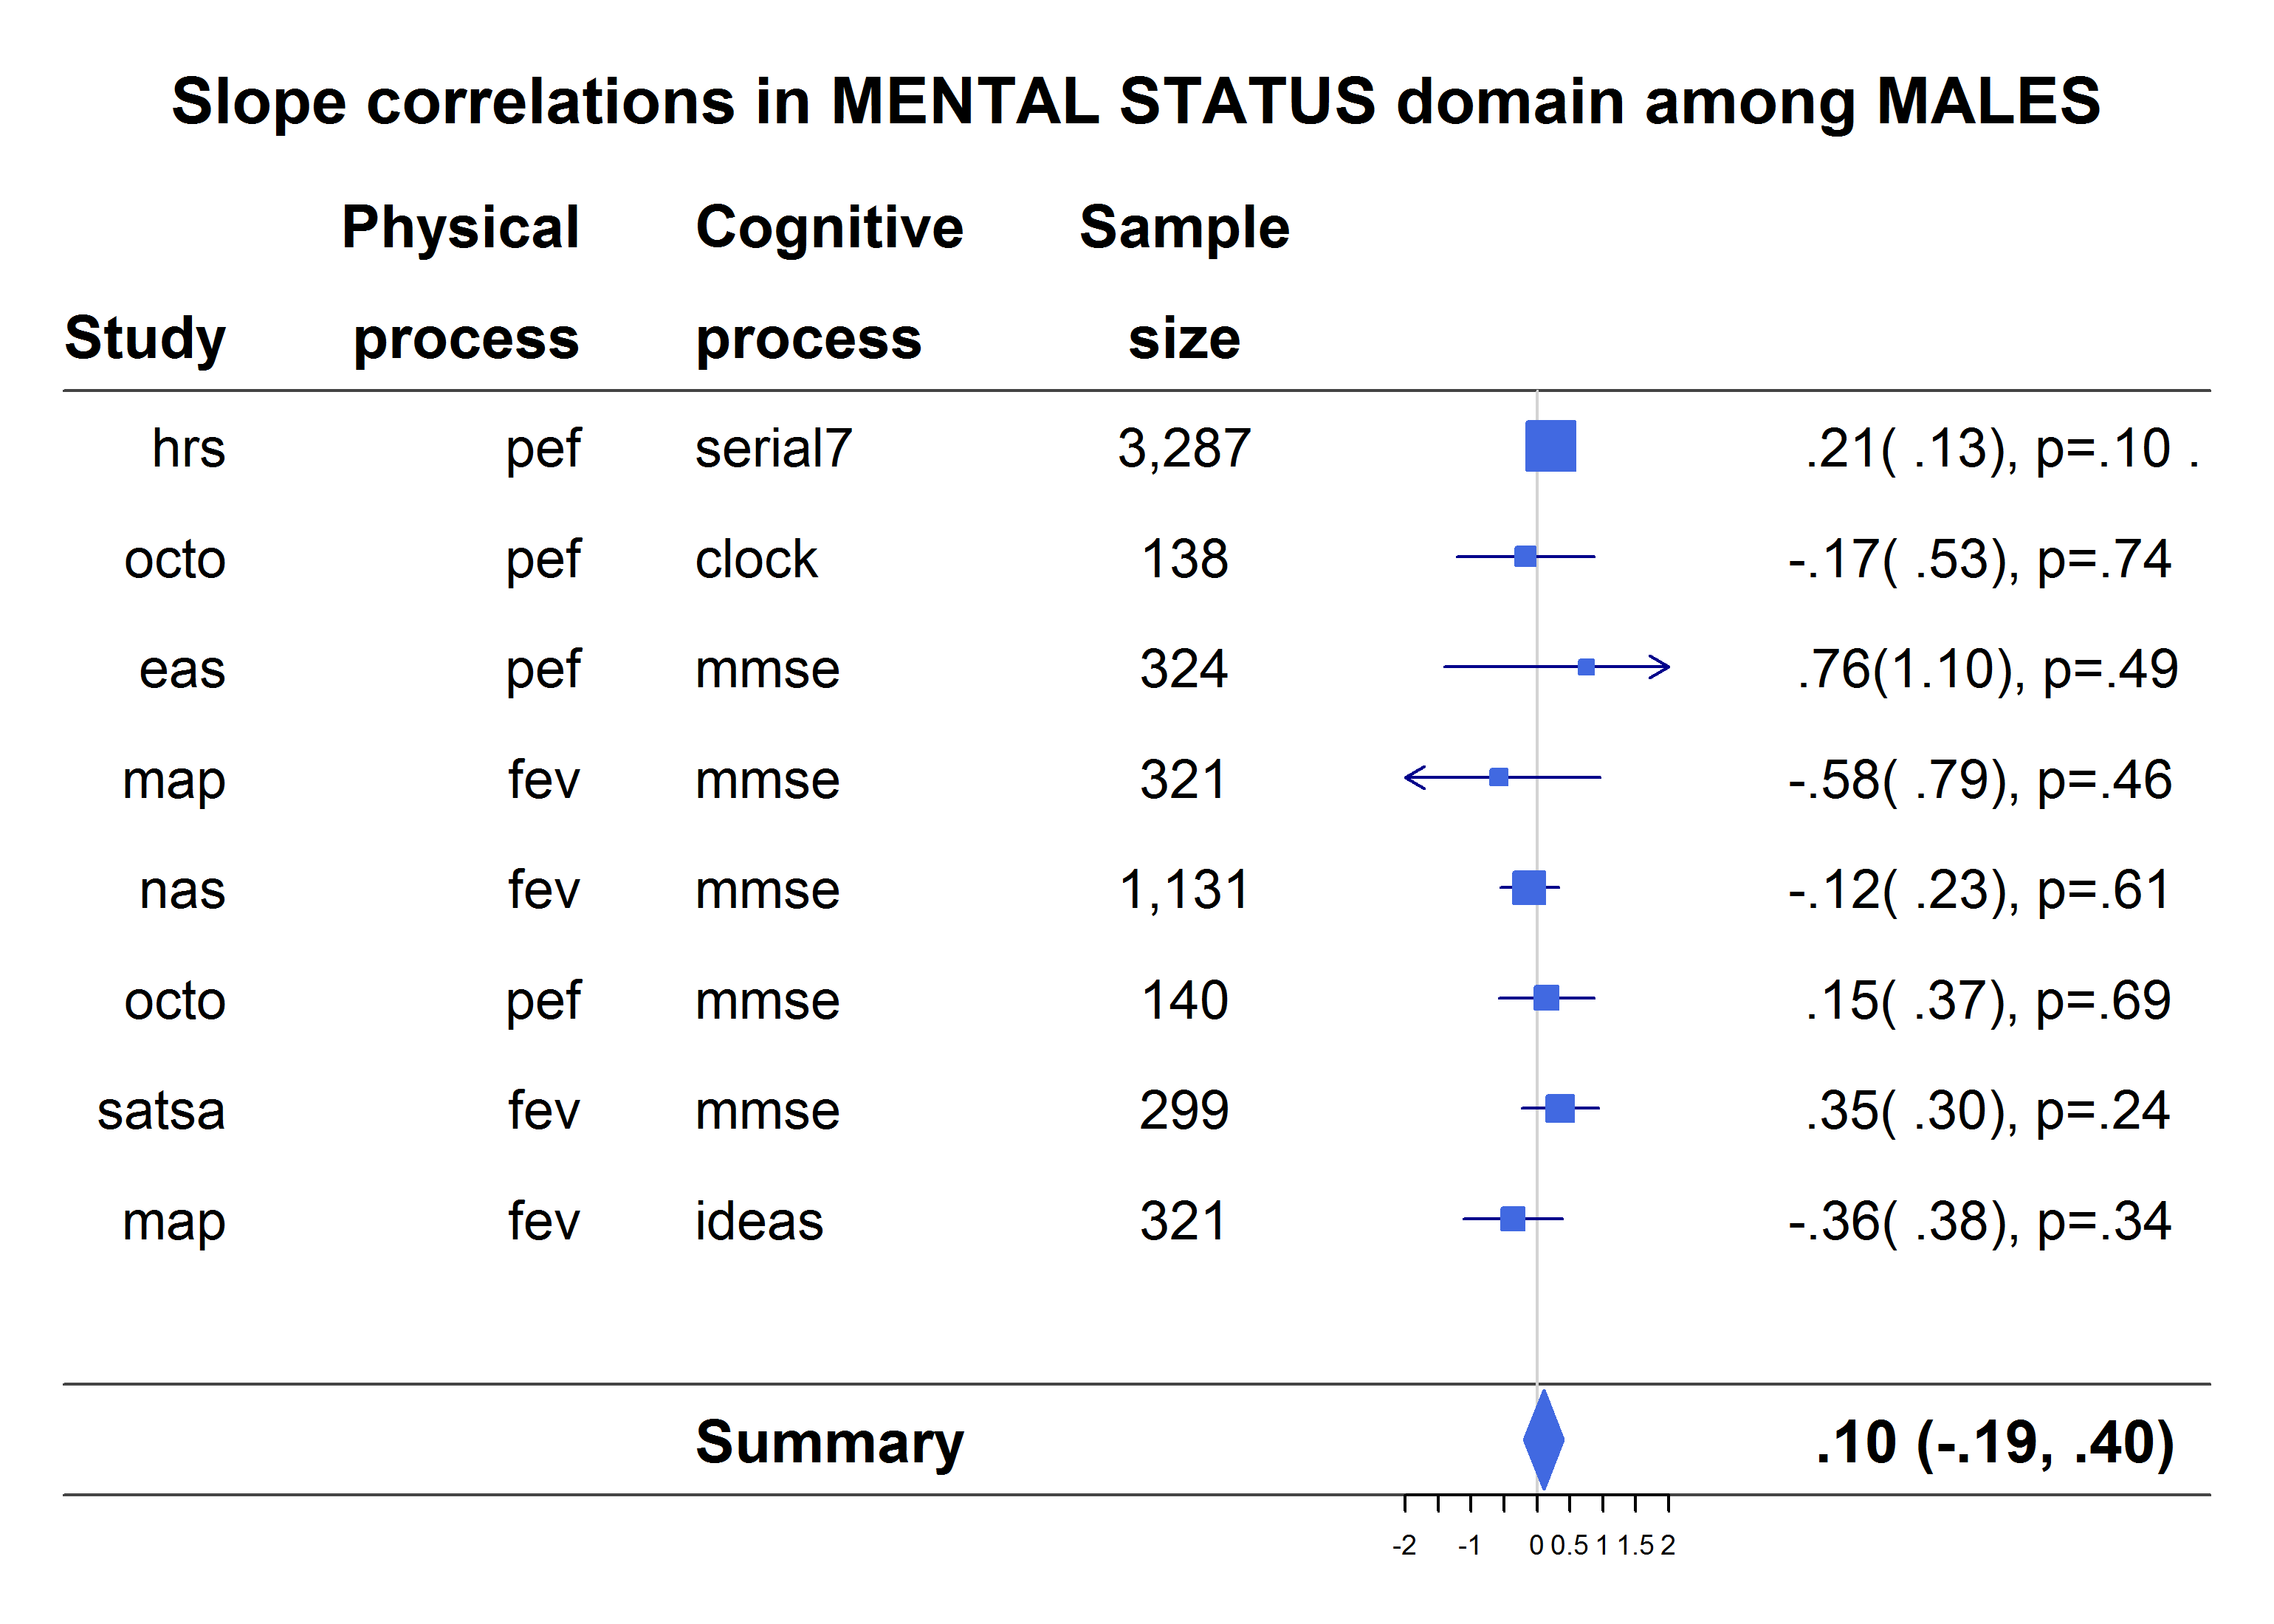 Slope correlations in MENTAL STATUS domain among MALES
Physical Cognitive Sample
Study process process size
hrs pef serial7 3,287 .21( .13), p=.10 .
octo pef clock 138 -.17( .53), p=.74
eas pef mmse 324 .76(1.10), p=.49
map fev mmse 321 -.58( .79), p=.46
nas fev mmse 1,131 -.12( .23), p=.61
octo pef mmse 140 .15( .37), p=.69
satsa fev mmse 299 .35( .30), p=.24
map fev ideas 321 -.36( .38), p=.34
Summary .10 (-.19, .40)
-2 -1 0 0.5 1 1.5 2